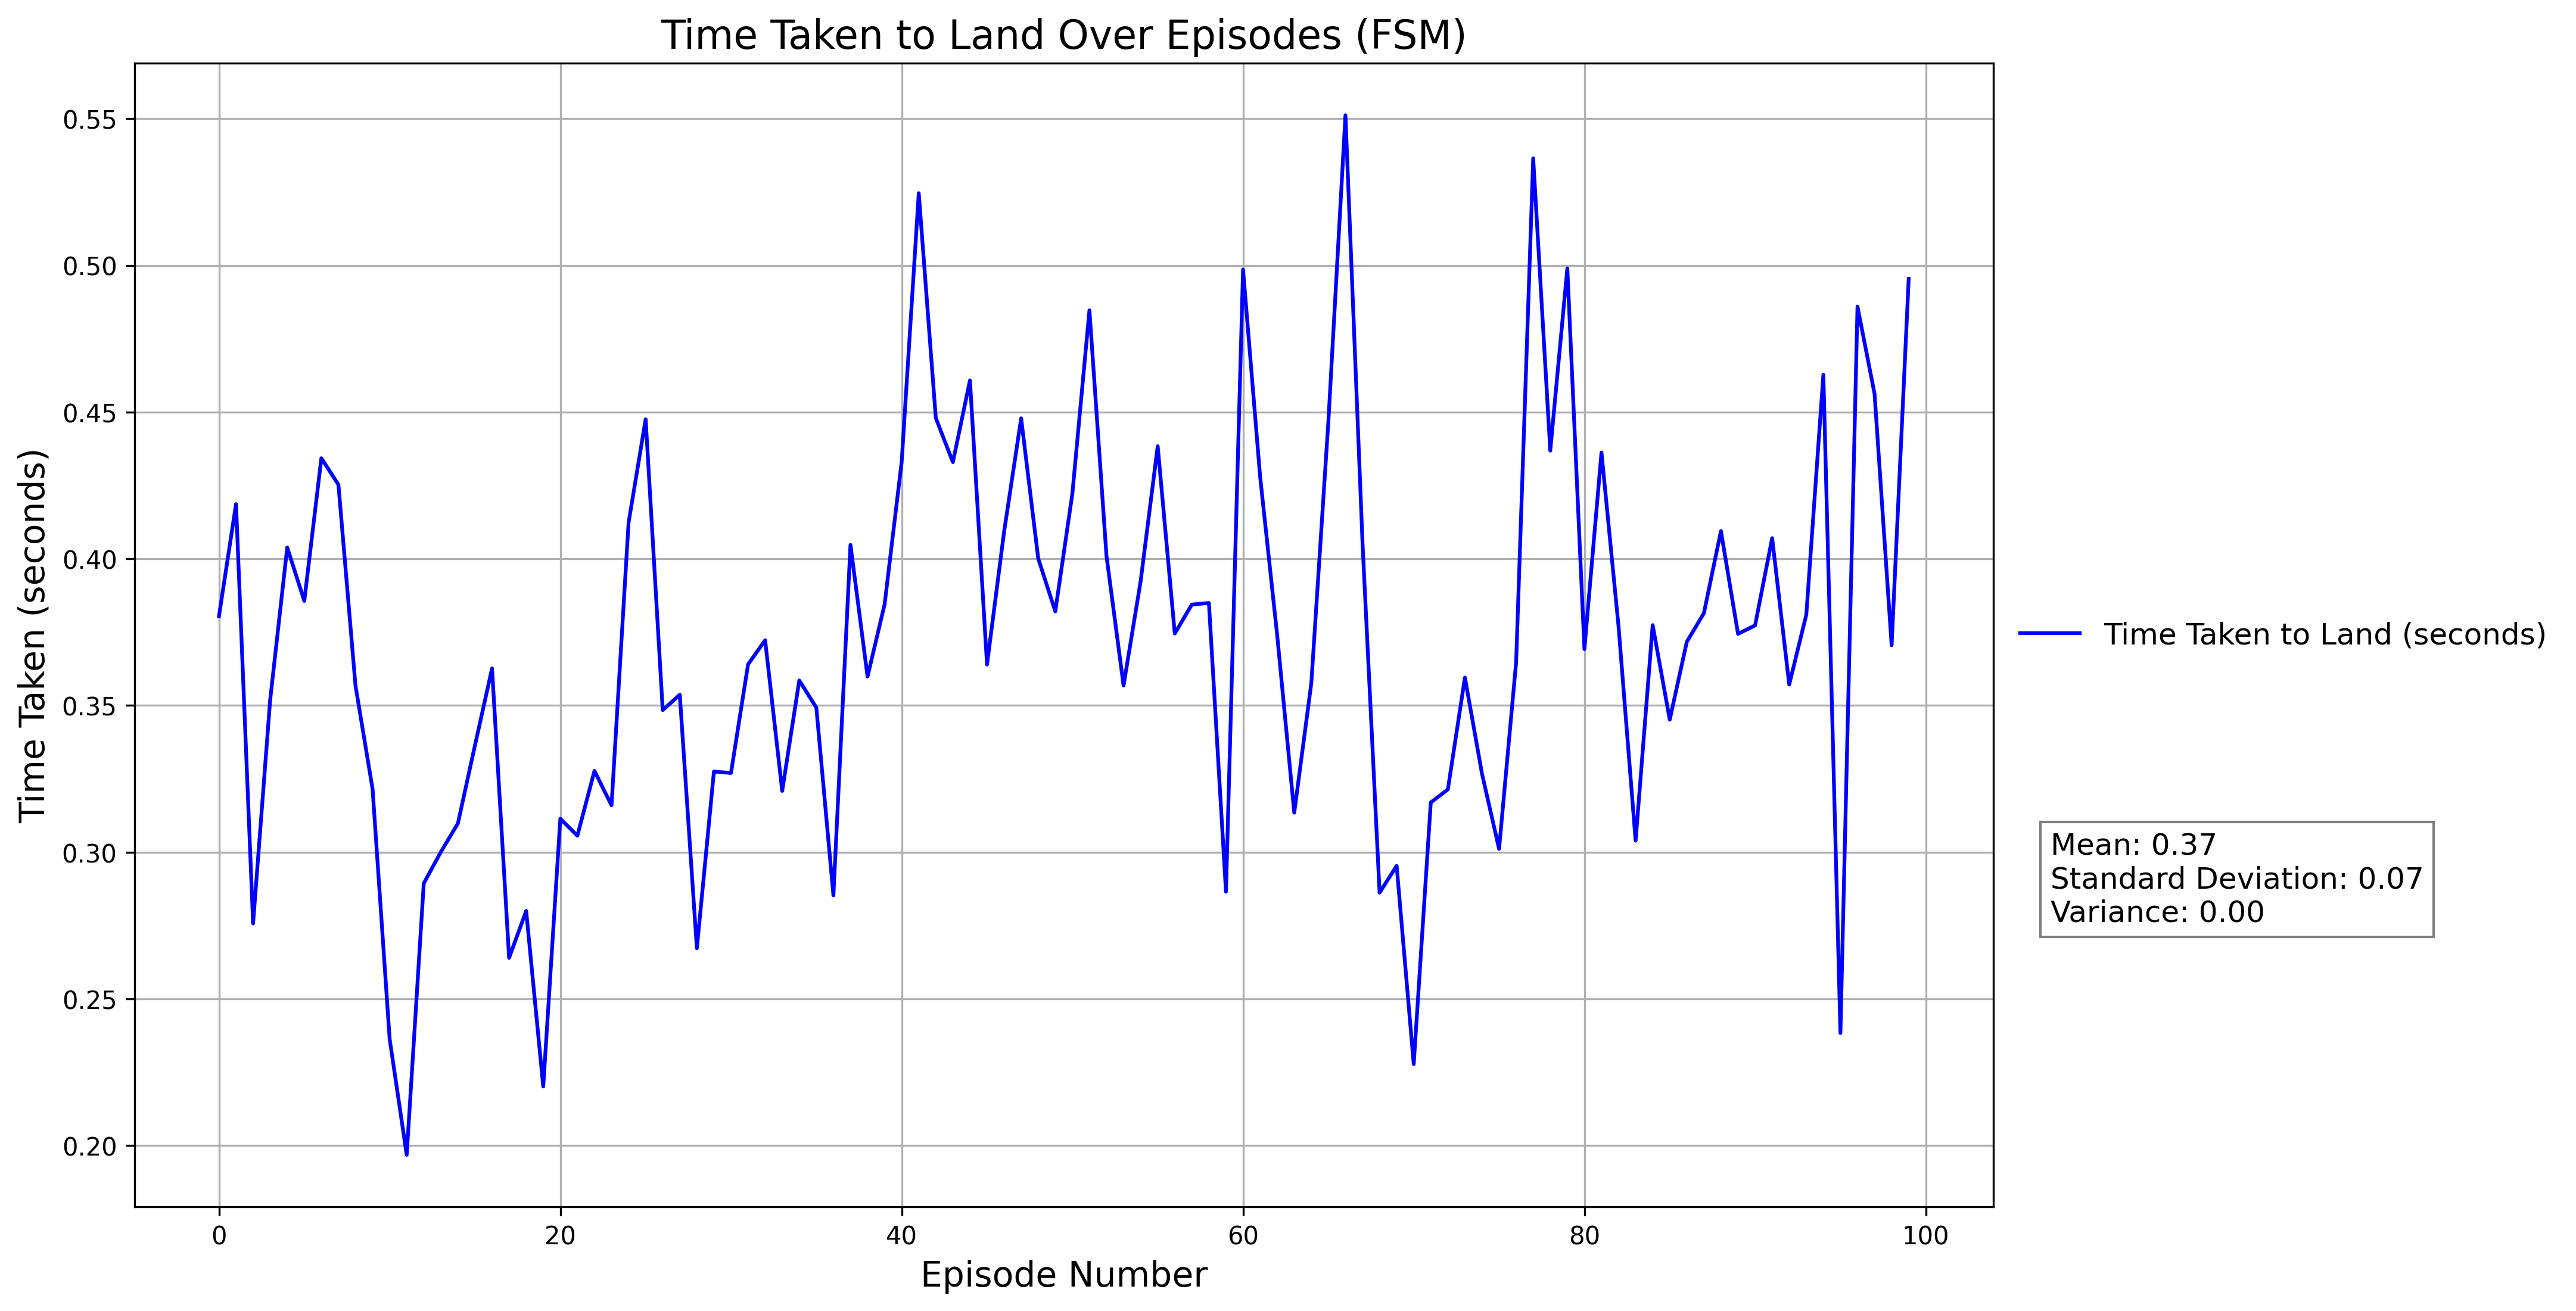 Time Taken to Land Over Episodes (FSM)
Time Taken (seconds)
0.55
0.50
0.45
0.40
0.35
0.30
0.25
0.20
0
20
40
60
80
100
Episode Number
Time Taken to Land (seconds)
Mean: 0.37
Standard Deviation: 0.07
Variance: 0.00